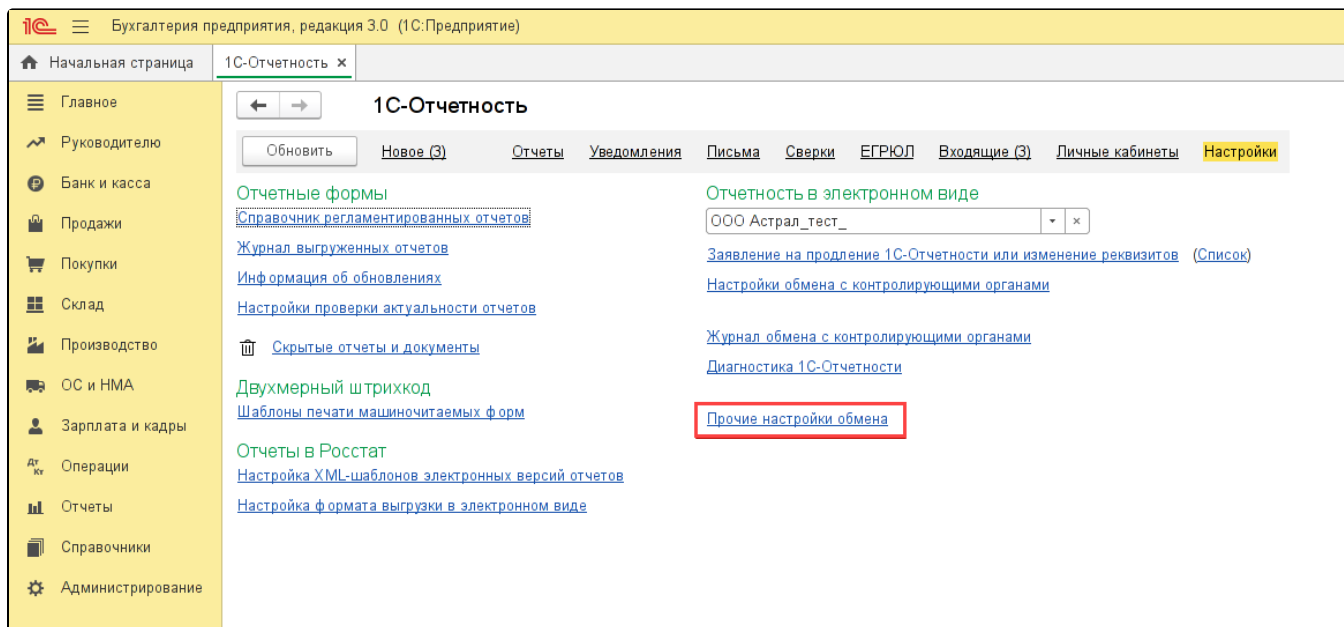 1С Бухгалтерия предприятия, редакция 3.0 (1С:Предприятие)
Начальная страница 1С-Отчетность ×
Главное
Руководителю
Банк и касса
Продажи
Покупки
Склад
Производство
ОС и НМА
Зарплата и кадры
Дт Кт Операции
Отчеты
Справочники
Администрирование
1С-Отчетность
Обновить Новое (3) Отчеты Уведомления Письма Сверки ЕГРЮЛ Входящие (3) Личные кабинеты Настройки
Отчетные формы
Справочник регламентированных отчетов
Журнал выгруженных отчетов
Информация об обновлениях
Настройки проверки актуальности отчетов
Скрытые отчеты и документы
Двухмерный штрихкод
Шаблоны печати машиночитаемых форм
Отчеты в Росстат
Настройка XML-шаблонов электронных версий отчетов
Настройка формата выгрузки в электронном виде
Отчетность в электронном виде
ООО Астрал_тест_
Заявление на продление 1С-Отчетности или изменение реквизитов (Список)
Настройки обмена с контролирующими органами
Журнал обмена с контролирующими органами
Диагностика 1С-Отчетности
Прочие настройки обмена